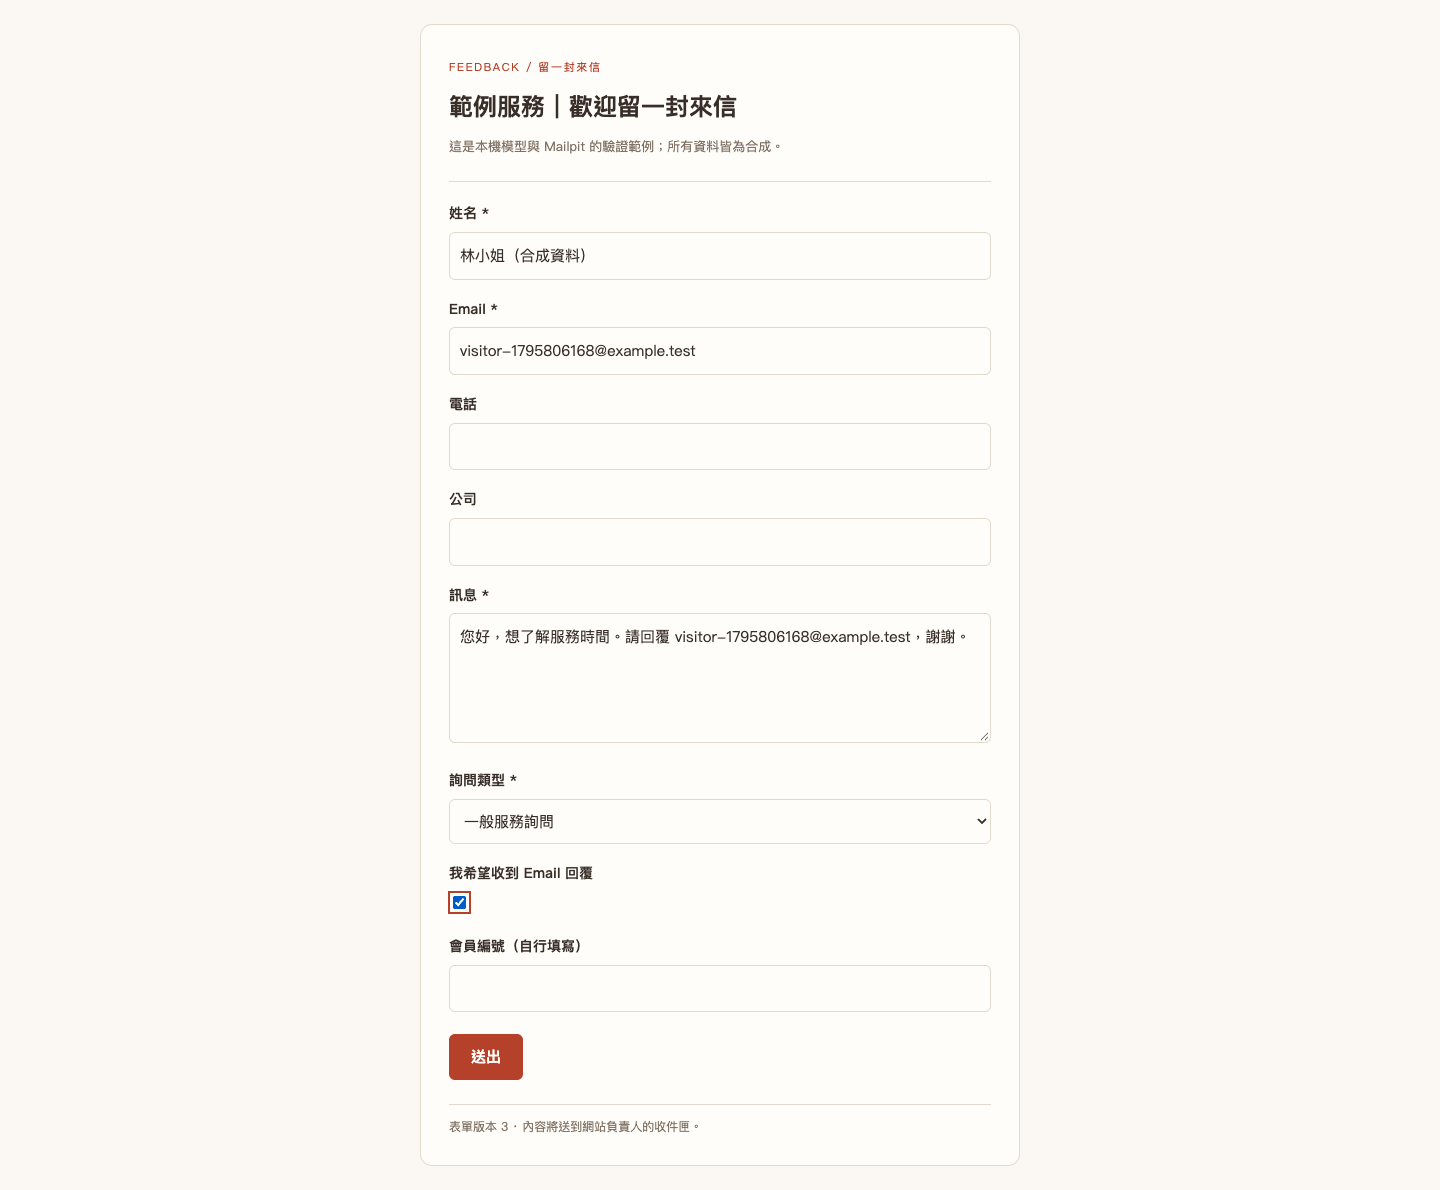 FEEDBACK / 留一封來信
範例服務｜歡迎留一封來信
這是本機模型與 Mailpit 的驗證範例；所有資料皆為合成。
姓名 *
林小姐（合成資料）
Email *
visitor-1795806168@example.test
電話
公司
訊息 *
您好，想了解服務時間。請回覆 visitor-1795806168@example.test，謝謝。
詢問類型 *
一般服務詢問
我希望收到 Email 回覆
會員編號（自行填寫）
送出
表單版本 3 · 內容將送到網站負責人的收件匣。